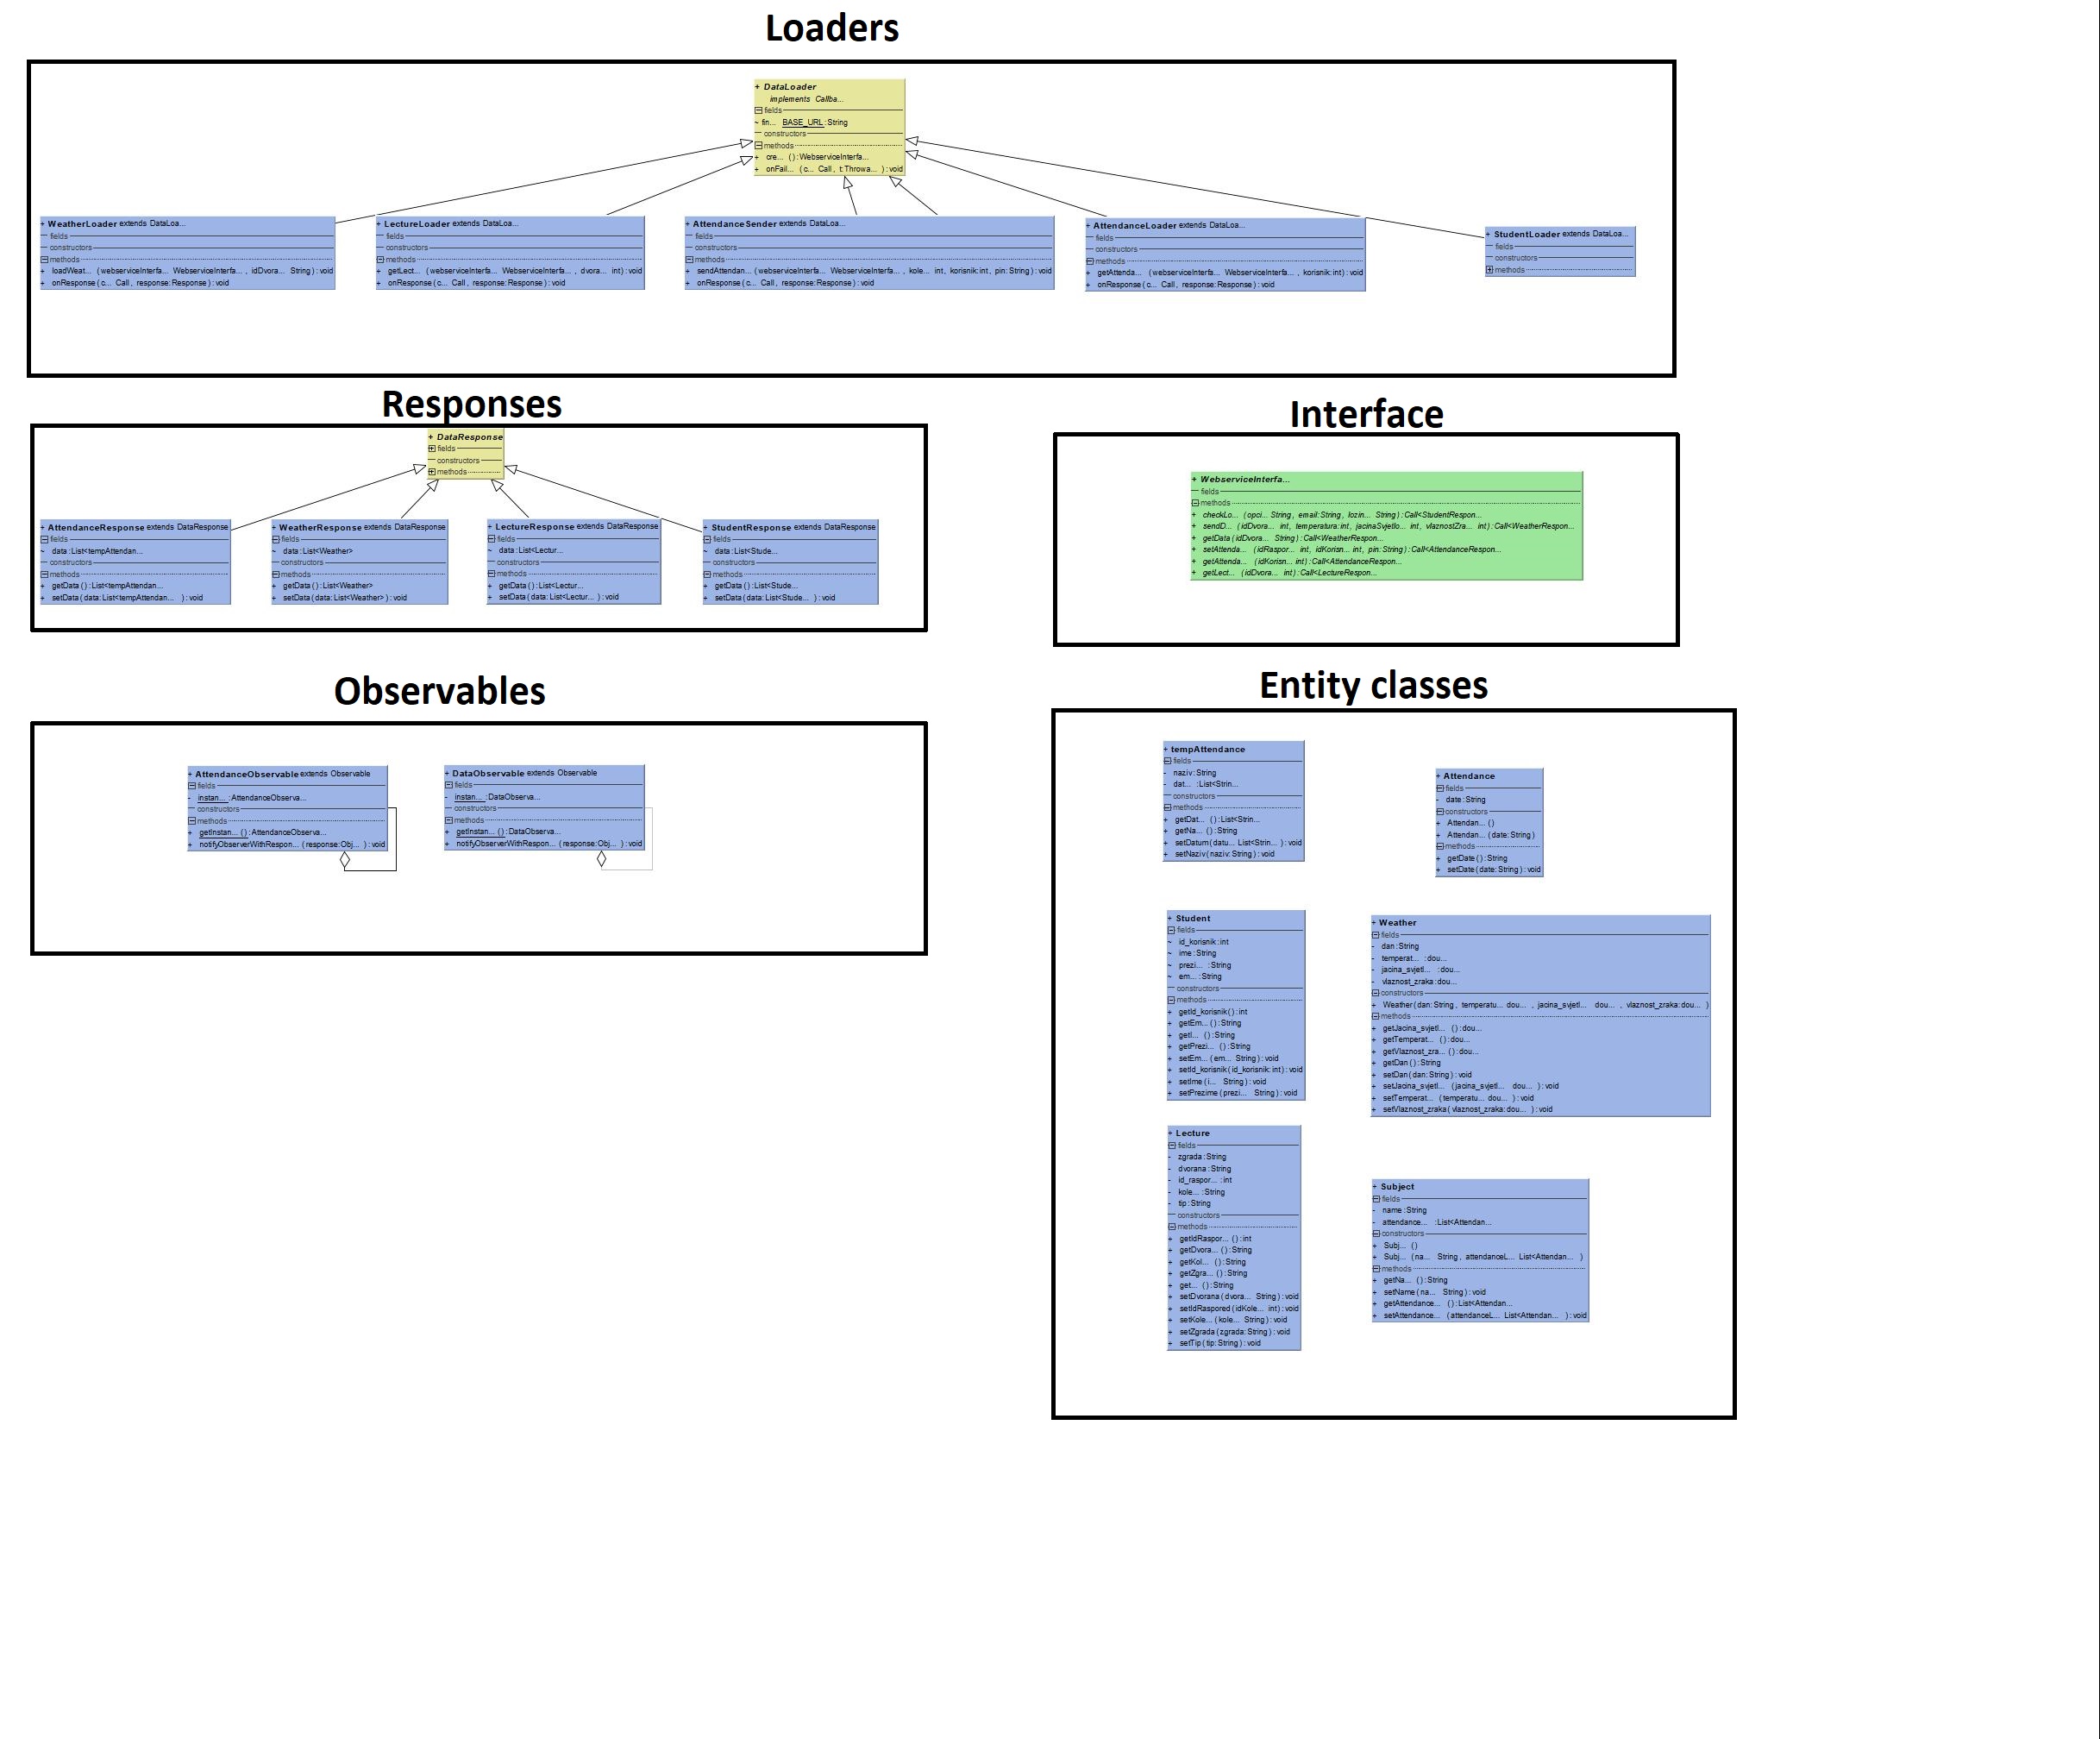 Loaders
+ DataLoader
implements Callba...
fields
~ fin... BASE_URL:String
constructors
methods
+ cre... ():WebserviceInterfa...
+ onFail... (c... Call, t:Throwa... ):void
+ WeatherLoader extends DataLoa...
fields
constructors
methods
+ loadWeat... (webserviceInterfa... WebserviceInterfa... , idDvora... String):void
+ onResponse(c... Call, response:Response):void
+ LectureLoader extends DataLoa...
fields
constructors
methods
+ getLect... (webserviceInterfa... WebserviceInterfa... , dvora... int):void
+ onResponse(c... Call, response:Response):void
+ AttendanceSender extends DataLoa...
fields
constructors
methods
+ sendAttendan... (webserviceInterfa... WebserviceInterfa... , kole... int, korisnik:int, pin:String):void
+ onResponse(c... Call, response:Response):void
+ AttendanceLoader extends DataLoa...
fields
constructors
methods
+ getAttenda... (webserviceInterfa... WebserviceInterfa... , korisnik:int):void
+ onResponse(c... Call, response:Response):void
+ StudentLoader extends DataLoa...
fields
constructors
methods
Responses
+ DataResponse
fields
constructors
methods
+ AttendanceResponse extends DataResponse
fields
~ data:List<tempAttendan...
constructors
methods
+ getData():List<tempAttendan...
+ setData(data:List<tempAttendan... ):void
+ WeatherResponse extends DataResponse
fields
~ data:List<Weather>
constructors
methods
+ getData():List<Weather>
+ setData(data:List<Weather>):void
+ LectureResponse extends DataResponse
fields
~ data:List<Lectur...
constructors
methods
+ getData():List<Lectur...
+ setData(data:List<Lectur... ):void
+ StudentResponse extends DataResponse
fields
~ data:List<Stude...
constructors
methods
+ getData():List<Stude...
+ setData(data:List<Stude... ):void
Interface
+ WebserviceInterfa...
fields
methods
+ checkLo... (opci... String, email:String, lozin... String):Call<StudentRespon...
+ sendD... (idDvora... int, temperatura:int, jacinaSvjetlo... int, vlaznostZra... int):Call<WeatherRespon...
+ getData(idDvora... String):Call<WeatherRespon...
+ setAttenda... (idRaspor... int, idKorisn... int, pin:String):Call<AttendanceRespon...
+ getAttenda... (idKorisn... int):Call<AttendanceRespon...
+ getLect... (idDvora... int):Call<LectureRespon...
Observables
+ AttendanceObservable extends Observable
fields
- instan... :AttendanceObserva...
constructors
methods
+ getInstan... ():AttendanceObserva...
+ notifyObserverWithRespon... (response:Obj... ):void
+ DataObservable extends Observable
fields
- instan... :DataObserva...
constructors
methods
+ getInstan... ():DataObserva...
+ notifyObserverWithRespon... (response:Obj... ):void
Entity classes
+ tempAttendance
fields
- naziv:String
- dat... :List<Strin...
constructors
methods
+ getDat... ():List<Strin...
+ getNa... ():String
+ setDatum(datu... List<Strin... ):void
+ setNaziv(naziv:String):void
+ Attendance
fields
- date:String
constructors
+ Attendan... ()
+ Attendan... (date:String)
methods
+ getDate():String
+ setDate(date:String):void
+ Student
fields
~ id_korisnik:int
~ ime:String
~ prezi... :String
~ em... :String
constructors
methods
+ getId_korisnik():int
+ getEm... ():String
+ getI... ():String
+ getPrezi... ():String
+ setEm... (em... String):void
+ setId_korisnik(id_korisnik:int):void
+ setIme(i... String):void
+ setPrezime(prezi... String):void
+ Weather
fields
- dan:String
- temperat... :dou...
- jacina_svjetl... :dou...
- vlaznost_zraka:dou...
constructors
+ Weather(dan:String, temperatu... dou... , jacina_svjetl... dou... , vlaznost_zraka:dou... )
methods
+ getJacina_svjetl... ():dou...
+ getTemperat... ():dou...
+ getVlaznost_zra... ():dou...
+ getDan():String
+ setDan(dan:String):void
+ setJacina_svjetl... (jacina_svjetl... dou... ):void
+ setTemperat... (temperatu... dou... ):void
+ setVlaznost_zraka(vlaznost_zraka:dou... ):void
+ Lecture
fields
- zgrada:String
- dvorana:String
- id_raspor... :int
- kole... :String
- tip:String
constructors
methods
+ getIdRaspor... ():int
+ getDvora... ():String
+ getKol... ():String
+ getZgra... ():String
+ get... ():String
+ setDvorana(dvora... String):void
+ setIdRaspored(idKole... int):void
+ setKole... (kole... String):void
+ setZgrada(zgrada:String):void
+ setTip(tip:String):void
+ Subject
fields
- name:String
- attendance... :List<Attendan...
constructors
+ Subj... ()
+ Subj... (na... String, attendanceL... List<Attendan... )
methods
+ getNa... ():String
+ setName(na... String):void
+ getAttendance... ():List<Attendan...
+ setAttendance... (attendanceL... List<Attendan... ):void